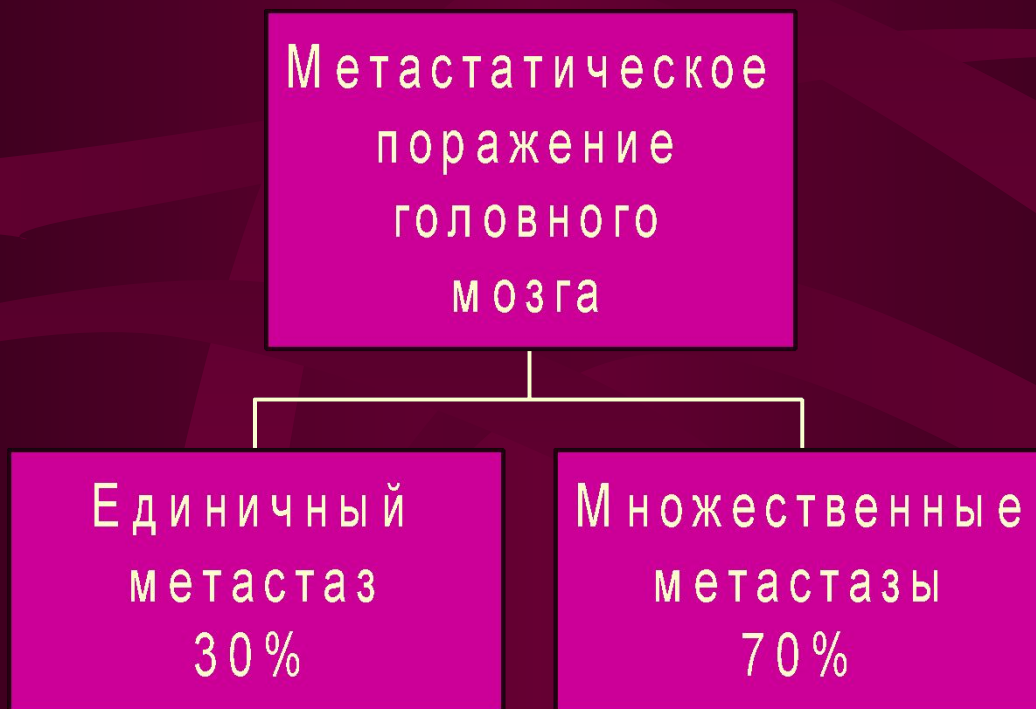 Метастатическое
поражение
головного
мозга
Единичный
метастаз
30%
Множественные
метастазы
70%